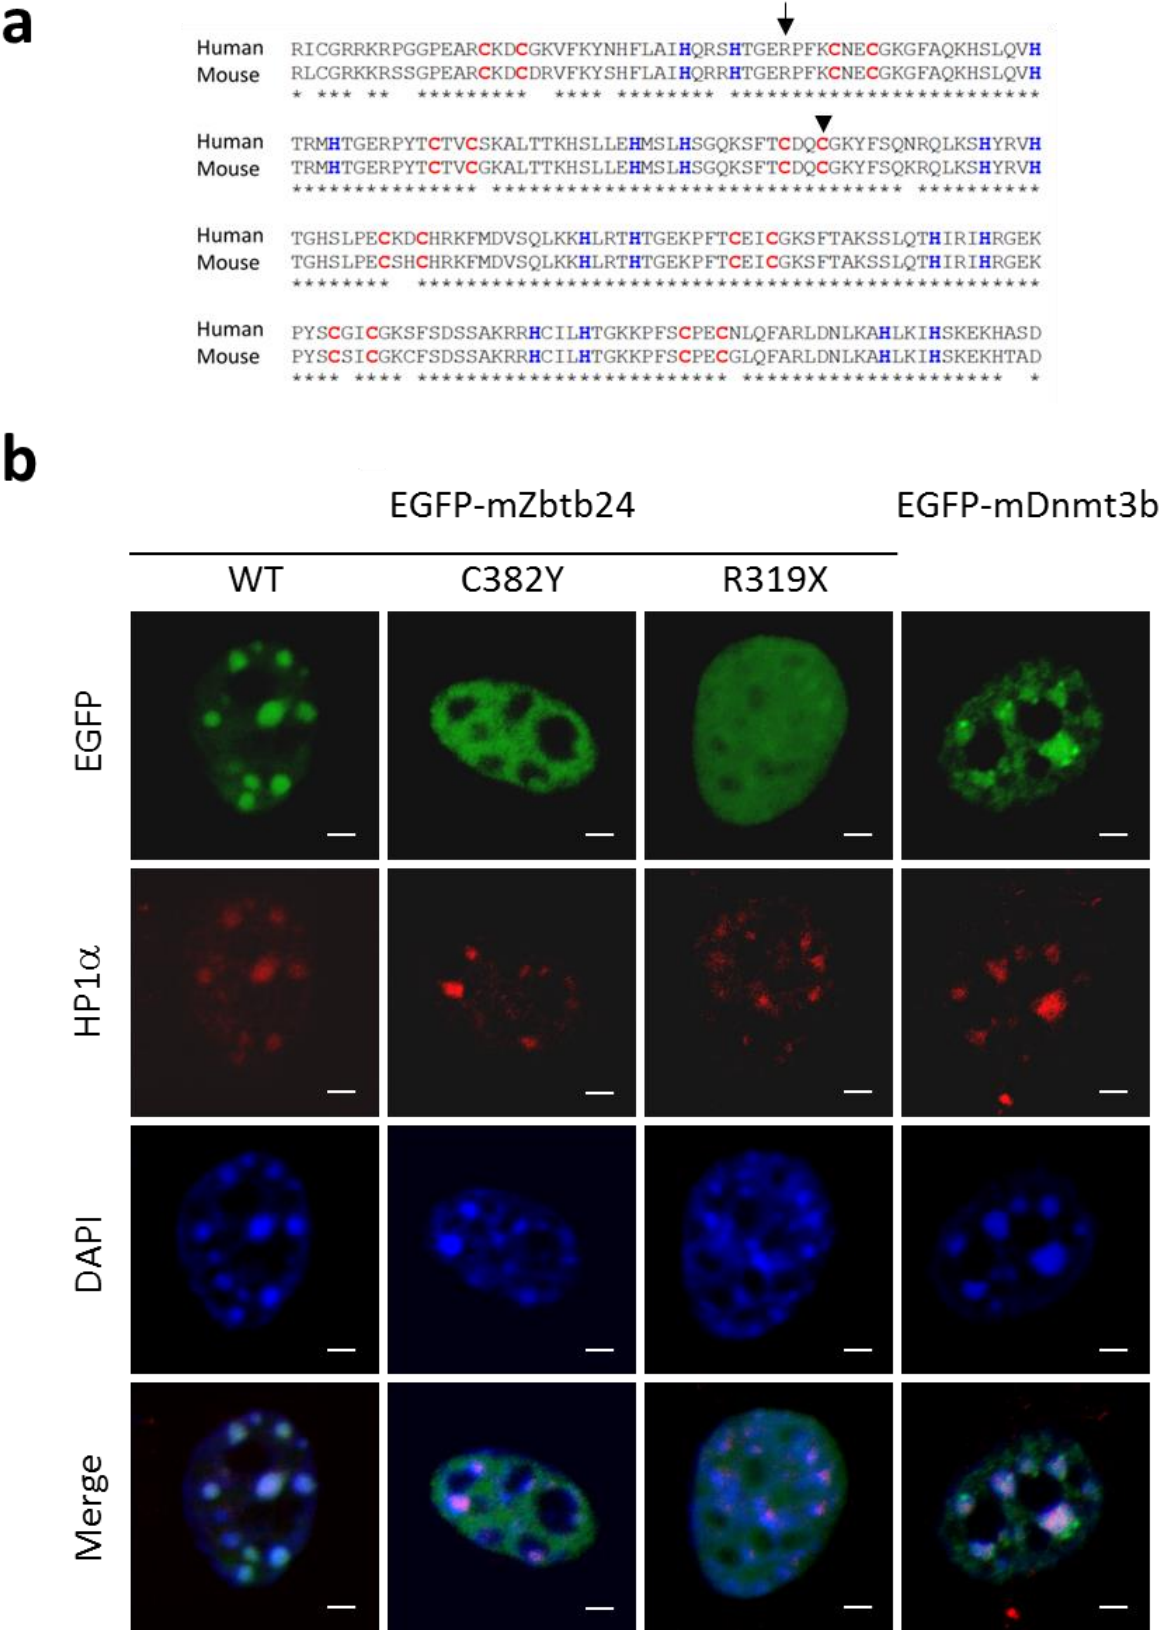 a
Human RICGRRKRPGGPEARCKDCGKVFKYNHFLAIHQRSHTGERPFKCNECGKGFAQKHSLQVH
Mouse RLCGRKKRSSGPEARCKDCDRVFKYSHFLAIHQRRHTGERPFKCNECGKGFAQKHSLQVH
* *** ** ********* **** ******** *************************
Human TRMHTGERPYTCTVCSKALTTKHSLLEHMSLHSGQKSFTCDQCGKYFSQNRQLKSHYRVH
Mouse TRMHTGERPYTCTVCGKALTTKHSLLEHMSLHSGQKSFTCDQCGKYFSQKRQLKSHYRVH
*************** ********************************* **********
Human TGHSLPECKDCHRKFMDVSQLKKHLRTHTGEKPFTCEICGKSFTAKSSLQTHIRIHRGEK
Mouse TGHSLPECSHCHRKFMDVSQLKKHLRTHTGEKPFTCEICGKSFTAKSSLQTHIRIHRGEK
******** **************************************************
Human PYSCGICGKSFSDSSAKRRHCILHTGKKPFSCPECNLQFARLDNLKAHLKIHSKEKHASD
Mouse PYSCSICGKCFSDSSAKRRHCILHTGKKPFSCPECGLQFARLDNLKAHLKIHSKEKHTAD
**** **** ************************* ********************* *
b
EGFP-mZbtb24 EGFP-mDnmt3b
WT C382Y R319X
EGFP
HP1α
DAPI
Merge